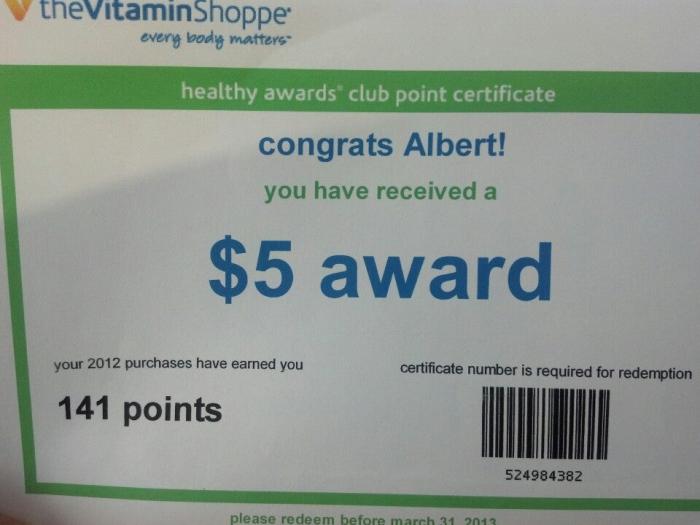 theVitaminShoppe
every body matters
healthy awards® club point certificate
congrats Albert!
you have received a
$5 award
your 2012 purchases have earned you
141 points
certificate number is required for redemption
524984382
please redeem before march 31, 2013